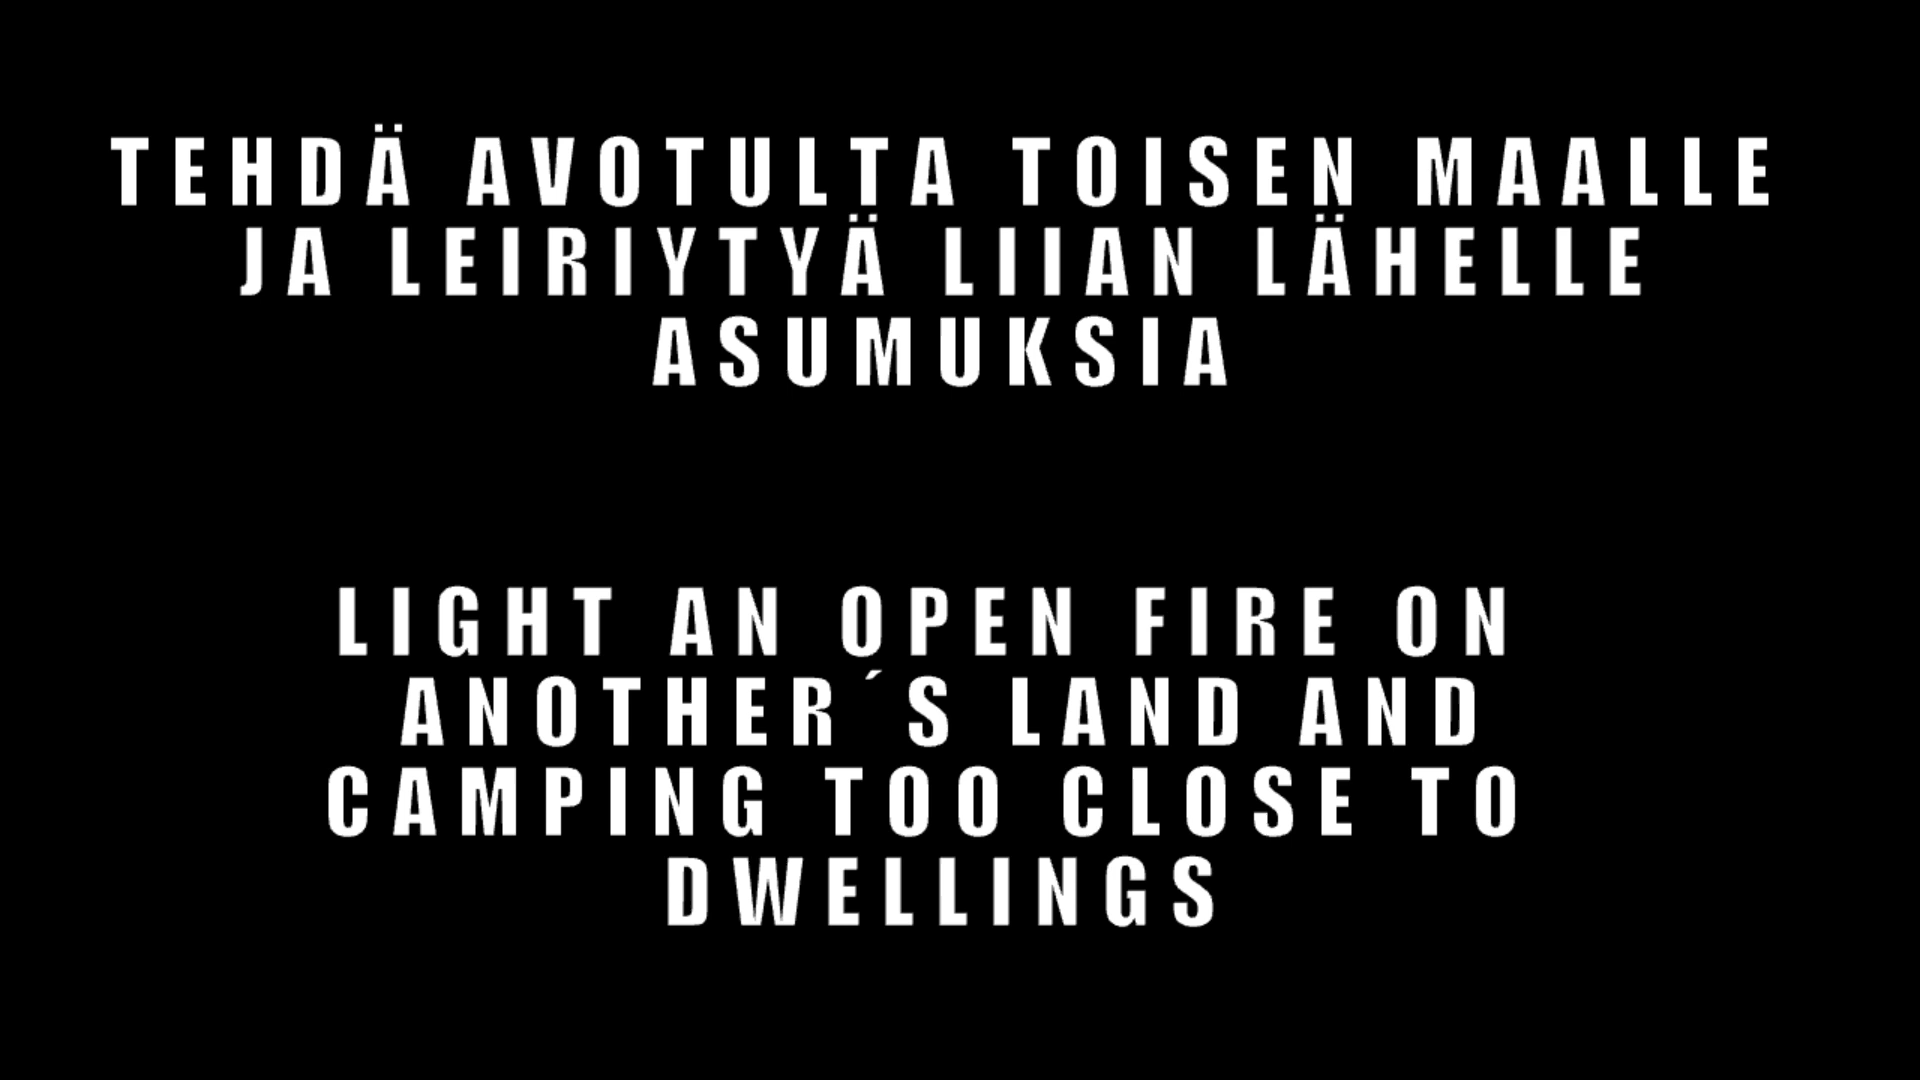 TEHDÄ AVOTULTA TOISEN MAALLE
JA LEIRIYTYÄ LIIAN LÄHELLE
ASUMUKSIA
LIGHT AN OPEN FIRE ON
ANOTHER´S LAND AND
CAMPING TOO CLOSE TO
DWELLINGS